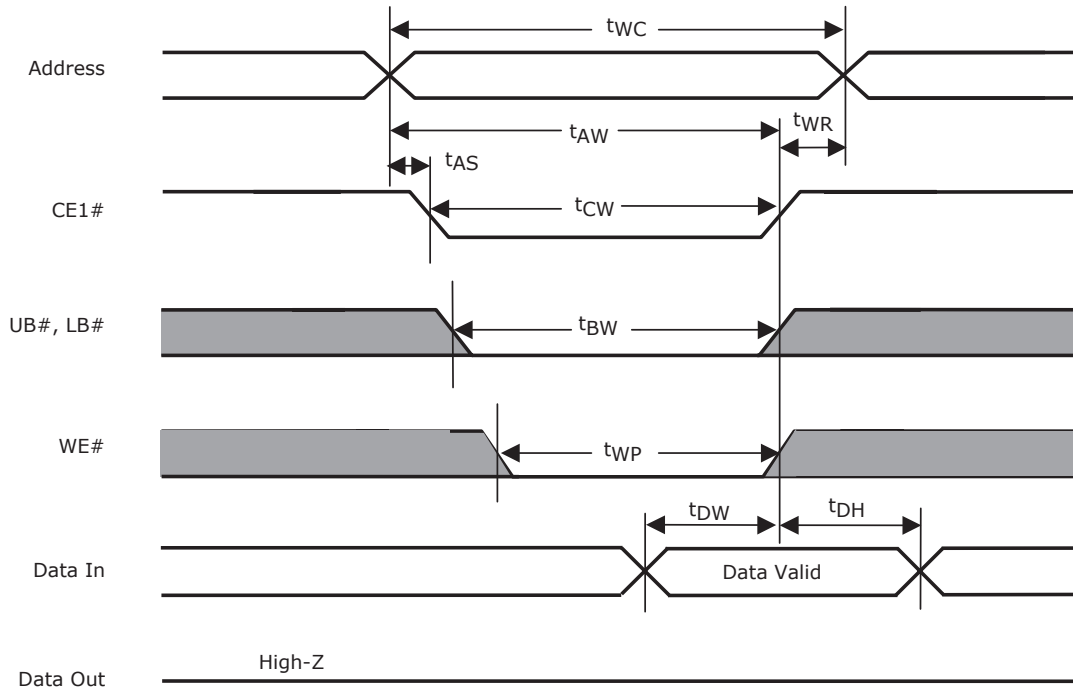 tWC
Address
tAW
tWR
tAS
CE1#
tCW
UB#, LB#
tBW
WE#
tWP
tDW
tDH
Data In
Data Valid
High-Z
Data Out